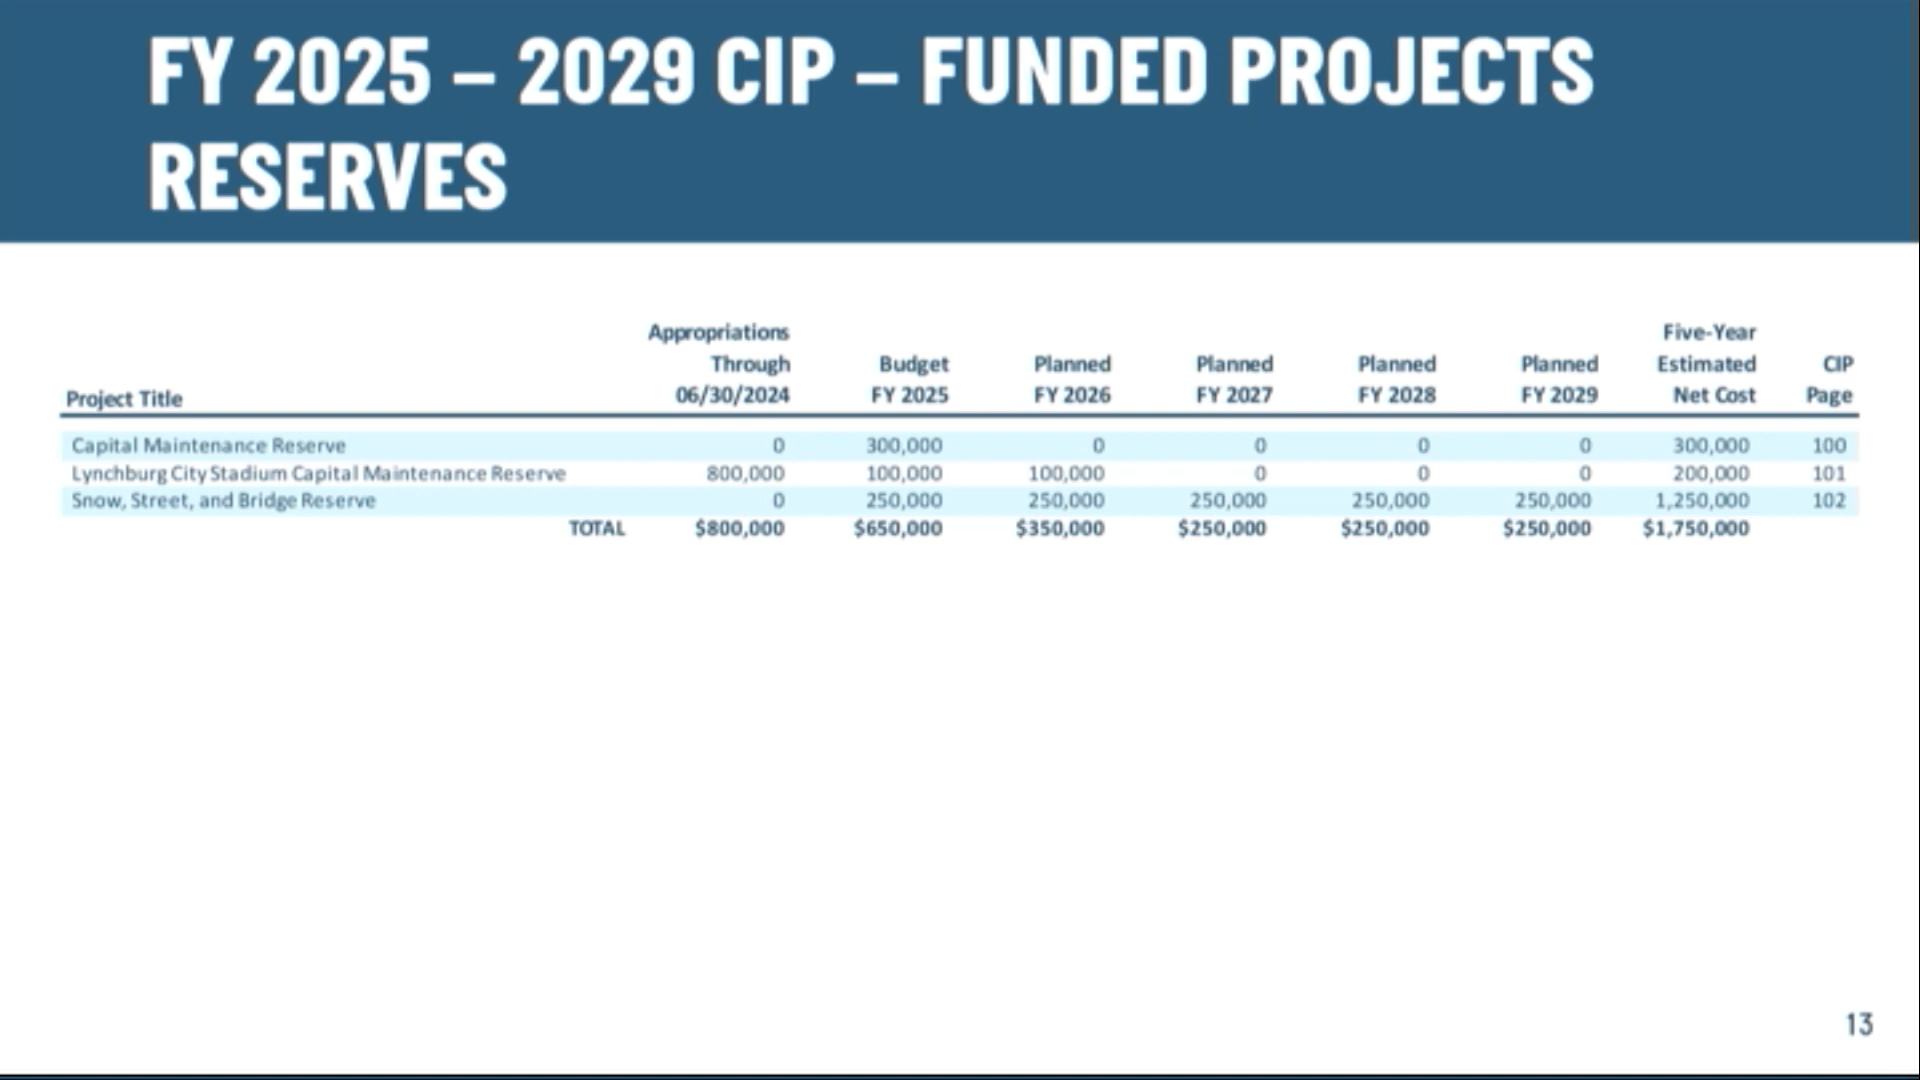 FY 2025 – 2029 CIP – FUNDED PROJECTS
RESERVES
Appropriations Five-Year
Through Budget Planned Planned Planned Planned Estimated CIP
Project Title 06/30/2024 FY 2025 FY 2026 FY 2027 FY 2028 FY 2029 Net Cost Page
Capital Maintenance Reserve 0 300,000 0 0 0 0 300,000 100
Lynchburg City Stadium Capital Maintenance Reserve 800,000 100,000 100,000 0 0 0 200,000 101
Snow, Street, and Bridge Reserve 0 250,000 250,000 250,000 250,000 250,000 1,250,000 102
TOTAL $800,000 $650,000 $350,000 $250,000 $250,000 $250,000 $1,750,000
13